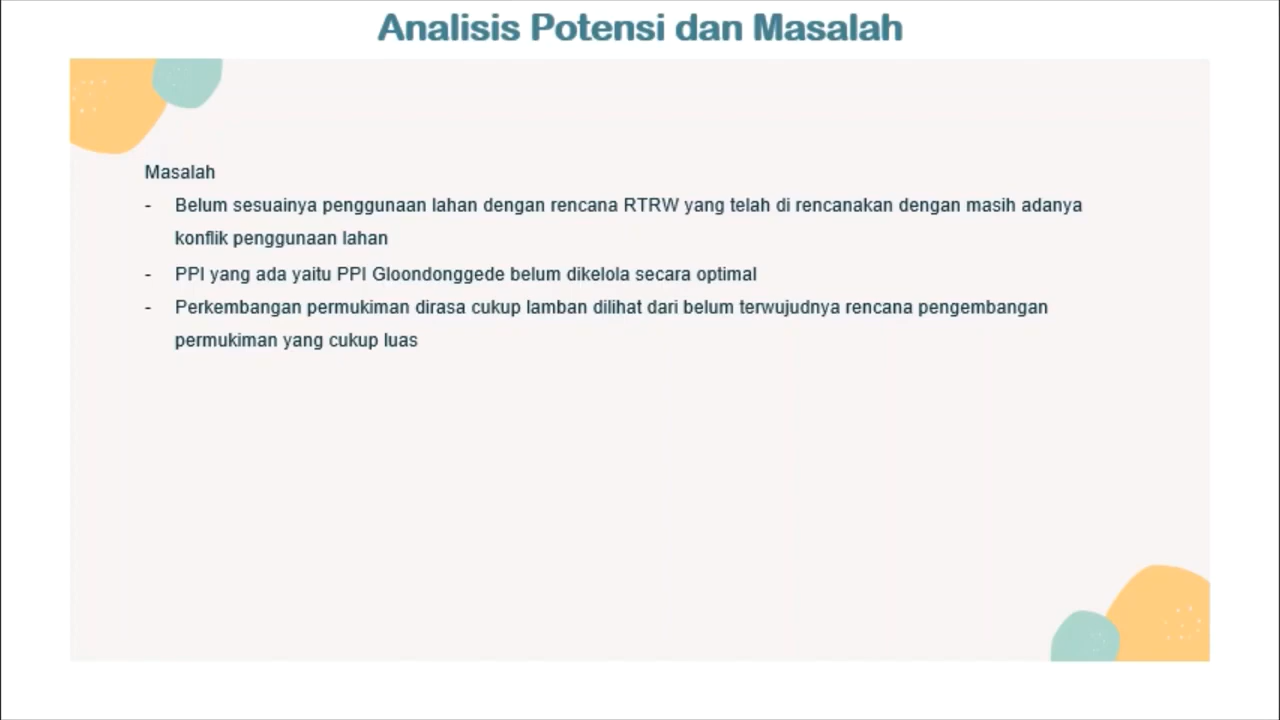 Analisis Potensi dan Masalah
Masalah
- Belum sesuainya penggunaan lahan dengan rencana RTRW yang telah di rencanakan dengan masih adanya
konflik penggunaan lahan
- PPI yang ada yaitu PPI Gloondonggede belum dikelola secara optimal
- Perkembangan permukiman dirasa cukup lamban dilihat dari belum terwujudnya rencana pengembangan
permukiman yang cukup luas